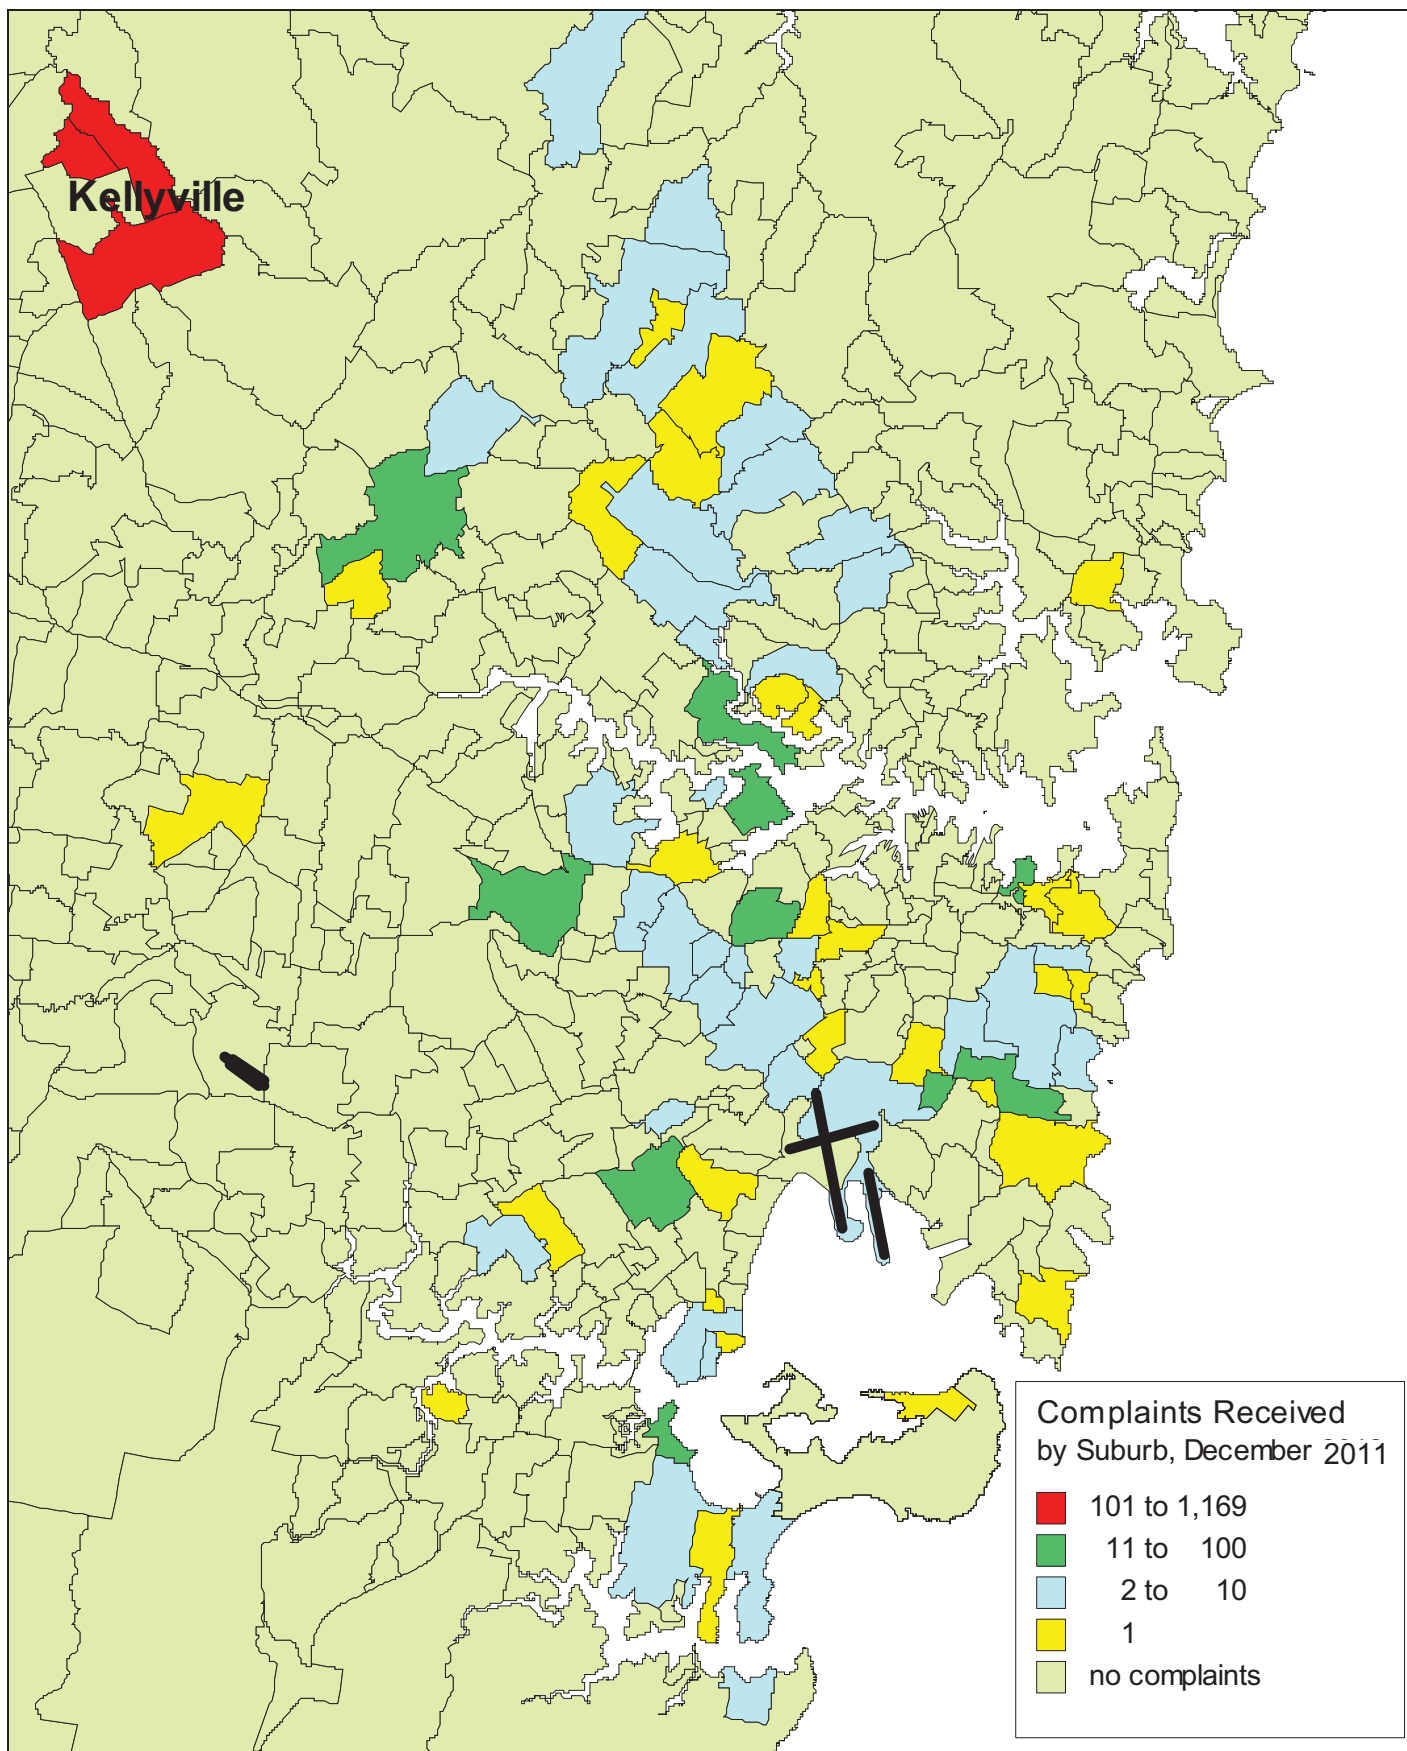 Kellyville
Complaints Received
by Suburb, December 2011
101 to 1,169
11 to 100
2 to 10
1
no complaints